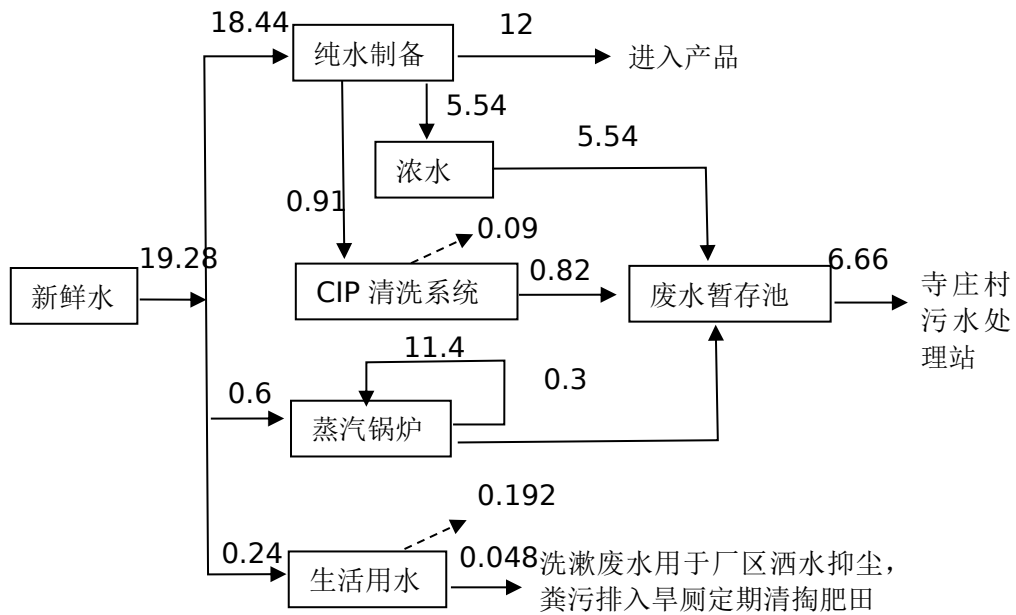 18.44
纯水制备
12
进入产品
5.54
浓水
5.54
0.91
0.09
19.28
新鲜水
CIP 清洗系统
0.82
废水暂存池
6.66
寺庄村
污水处
理站
11.4
0.3
0.6
蒸汽锅炉
0.192
0.24
生活用水
0.048
洗漱废水用于厂区洒水抑尘，
粪污排入旱厕定期清掏肥田